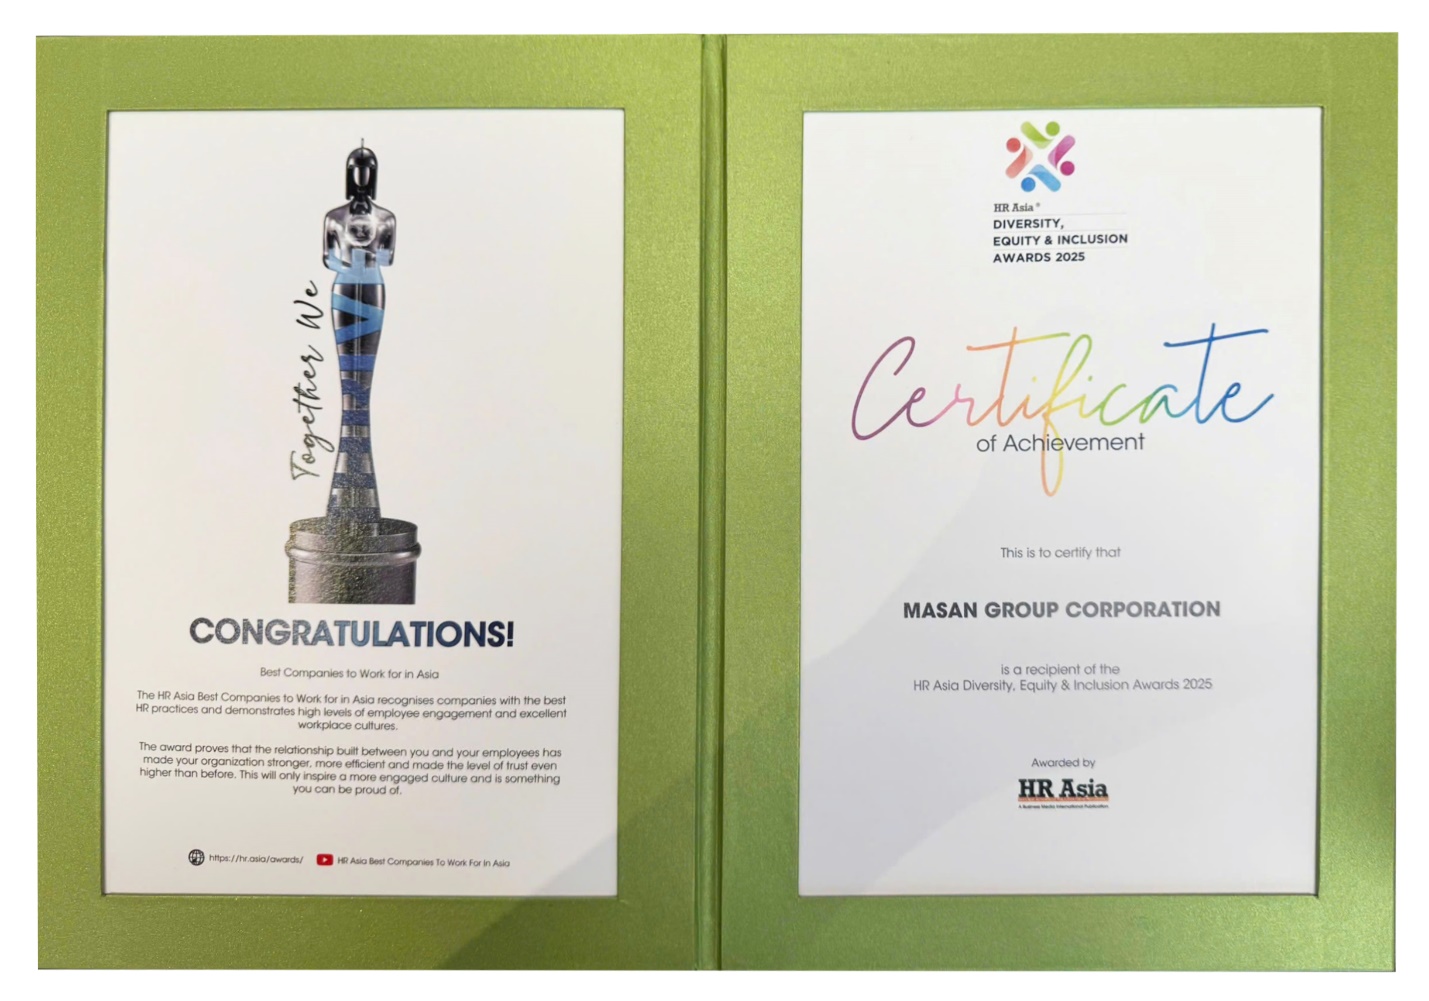 Together We
THRIVE
CONGRATULATIONS!
Best Companies to Work for in Asia
The HR Asia Best Companies to Work for in Asia recognises companies with the best
HR practices and demonstrates high levels of employee engagement and excellent
workplace cultures.
The award proves that the relationship built between you and your employees has
made your organization stronger, more efficient and made the level of trust even
higher than before. This will only inspire a more engaged culture and is something
you can be proud of.
https://hr.asia/awards/ HR Asia Best Companies To Work For In Asia
HR Asia®
DIVERSITY,
EQUITY & INCLUSION
AWARDS 2025
Certificate
of Achievement
This is to certify that
MASAN GROUP CORPORATION
is a recipient of the
HR Asia Diversity, Equity & Inclusion Awards 2025
Awarded by
HR Asia
A Business Media International Publication